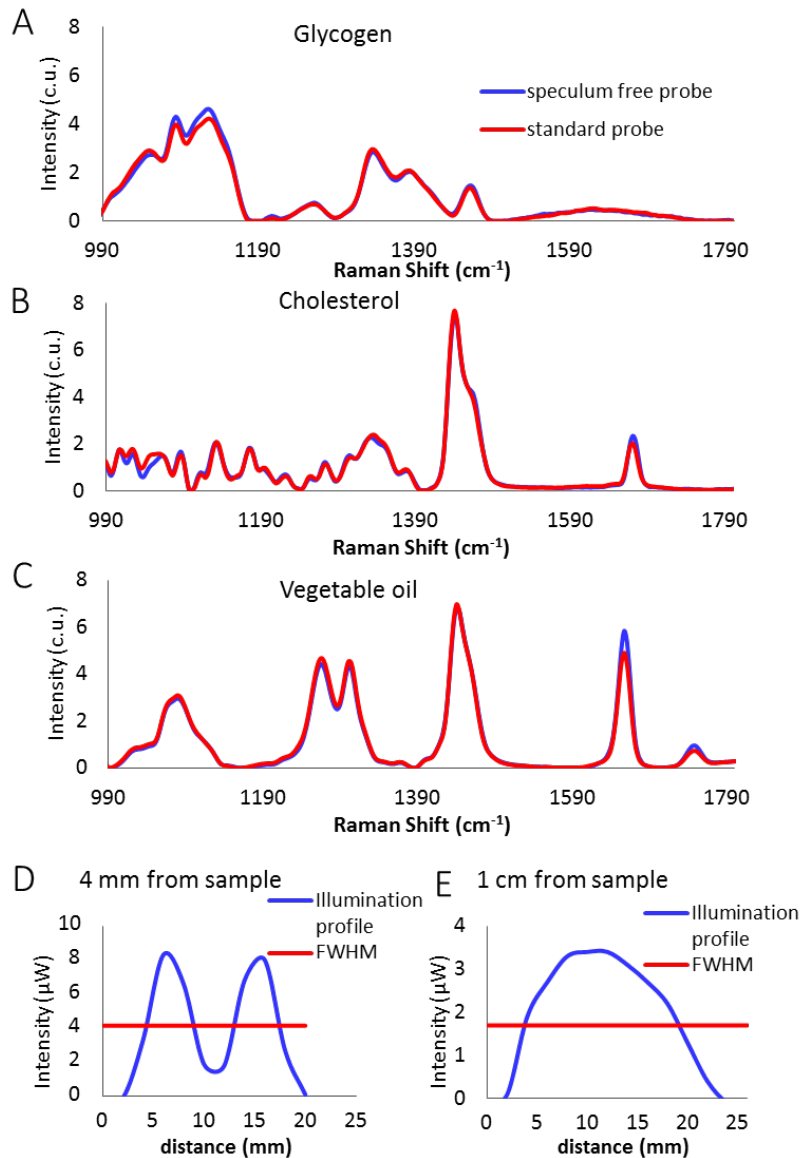 A
Glycogen
speculum free probe
standard probe
Intensity (c.u.)
8
6
4
2
0
990 1190 1390 1590 1790
Raman Shift (cm⁻¹)
B
Cholesterol
Intensity (c.u.)
8
6
4
2
0
990 1190 1390 1590 1790
Raman Shift (cm⁻¹)
C
Vegetable oil
Intensity (c.u.)
8
6
4
2
0
990 1190 1390 1590 1790
Raman Shift (cm⁻¹)
D
4 mm from sample
Illumination
profile
FWHM
Intensity (µW)
10
8
6
4
2
0
0 5 10 15 20 25
distance (mm)
E
1 cm from sample
Illumination
profile
FWHM
Intensity (µW)
4
3
2
1
0
0 5 10 15 20 25
distance (mm)